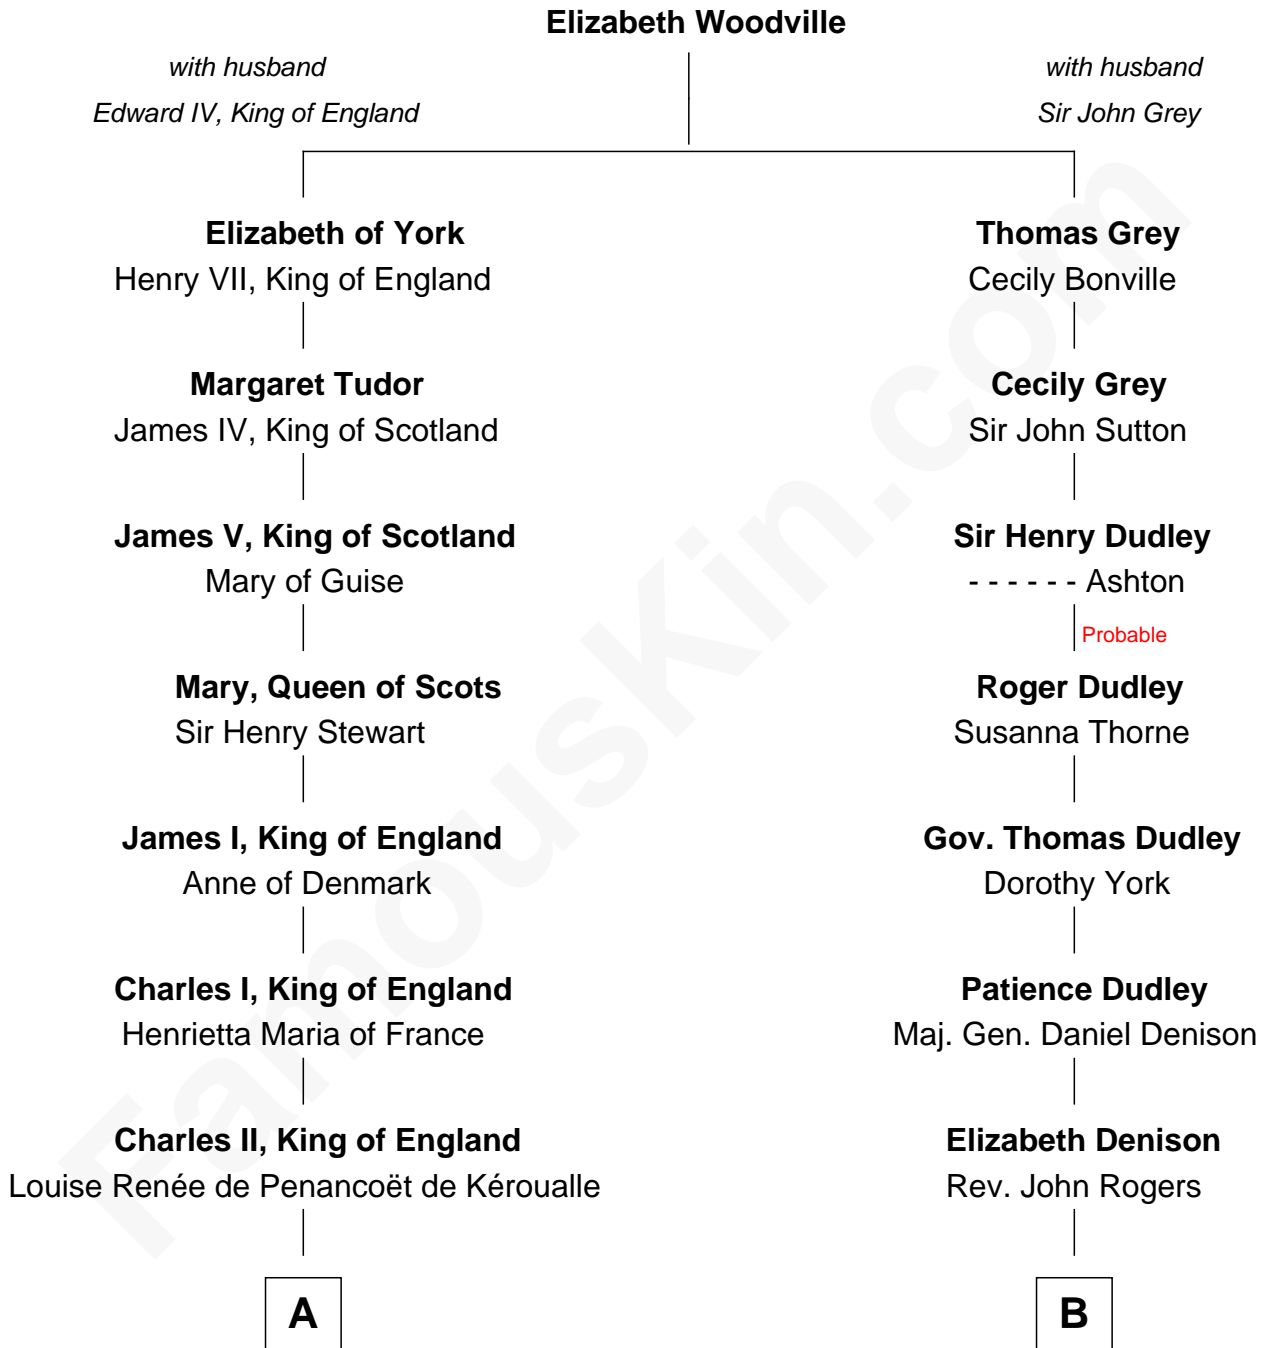 Elizabeth Woodville
with husband
Edward IV, King of England
with husband
Sir John Grey
Elizabeth of York
Henry VII, King of England
Thomas Grey
Cecily Bonville
Margaret Tudor
James IV, King of Scotland
Cecily Grey
Sir John Sutton
James V, King of Scotland
Mary of Guise
Sir Henry Dudley
- - - - - - Ashton
Probable
Mary, Queen of Scots
Sir Henry Stewart
Roger Dudley
Susanna Thorne
James I, King of England
Anne of Denmark
Gov. Thomas Dudley
Dorothy York
Charles I, King of England
Henrietta Maria of France
Patience Dudley
Maj. Gen. Daniel Denison
Charles II, King of England
Louise Renée de Penancoët de Kéroualle
Elizabeth Denison
Rev. John Rogers
A
B
FamousKin.com